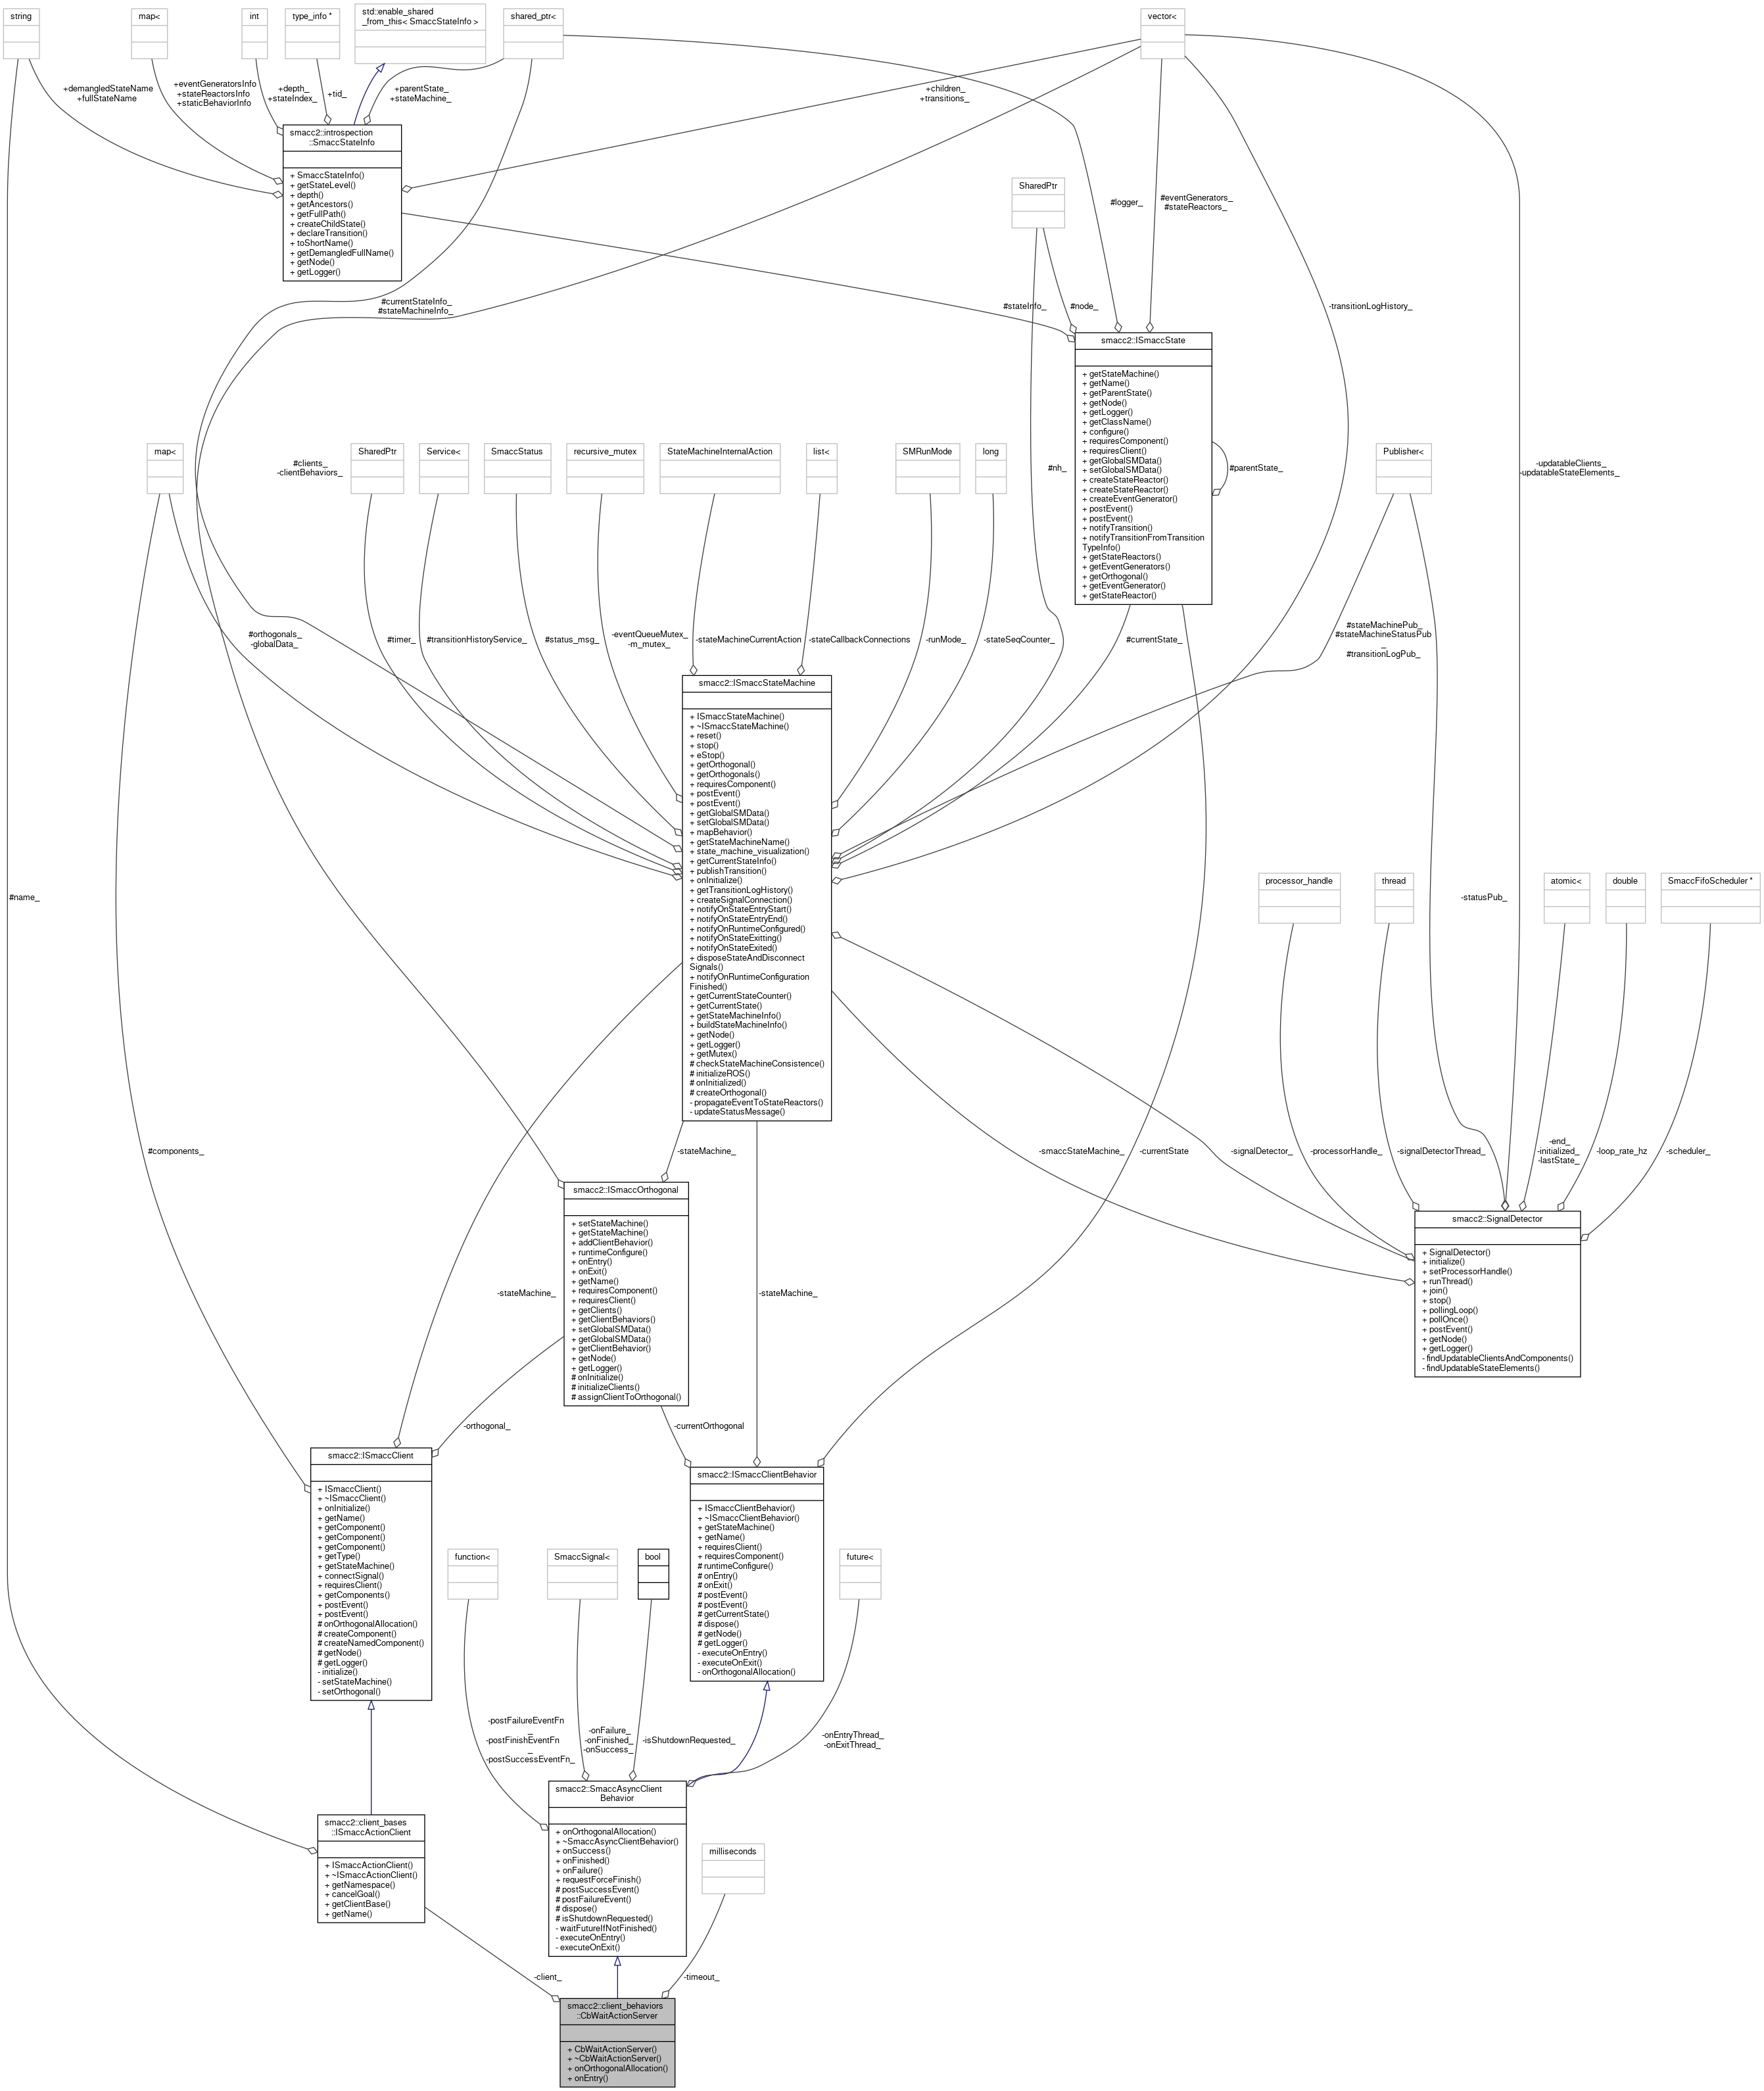 string
map<
int
type_info *
std::enable_shared
_from_this< SmaccStateInfo >
shared_ptr<
vector<
+demangledStateName
+fullStateName
+eventGeneratorsInfo
+stateReactorsInfo
+staticBehaviorInfo
+depth_
+stateIndex_
+tid_
+parentState_
+stateMachine_
+children_
+transitions_
smacc2::introspection
::SmaccStateInfo
+ SmaccStateInfo()
+ getStateLevel()
+ depth()
+ getAncestors()
+ getFullPath()
+ createChildState()
+ declareTransition()
+ toShortName()
+ getDemangledFullName()
+ getNode()
+ getLogger()
SharedPtr
#logger_
#eventGenerators_
#stateReactors_
#currentStateInfo_
#stateMachineInfo_
#stateInfo_
#node_
-transitionLogHistory_
smacc2::ISmaccState
+ getStateMachine()
+ getName()
+ getParentState()
+ getNode()
+ getLogger()
+ getClassName()
+ configure()
+ requiresComponent()
+ requiresClient()
+ getGlobalSMData()
+ setGlobalSMData()
+ createStateReactor()
+ createStateReactor()
+ createEventGenerator()
+ postEvent()
+ postEvent()
+ notifyTransition()
+ notifyTransitionFromTransition
TypeInfo()
+ getStateReactors()
+ getEventGenerators()
+ getOrthogonal()
+ getEventGenerator()
+ getStateReactor()
#parentState_
map<
#clients_
-clientBehaviors_
SharedPtr
Service<
SmaccStatus
recursive_mutex
StateMachineInternalAction
list<
SMRunMode
long
#nh_
Publisher<
-updatableClients_
-updatableStateElements_
#orthogonals_
-globalData_
#timer_
#transitionHistoryService_
#status_msg_
-eventQueueMutex_
-m_mutex_
-stateMachineCurrentAction
-stateCallbackConnections
-runMode_
-stateSeqCounter_
#currentState_
#stateMachinePub_
#stateMachineStatusPub
_
#transitionLogPub_
smacc2::ISmaccStateMachine
+ ISmaccStateMachine()
+ ~ISmaccStateMachine()
+ reset()
+ stop()
+ eStop()
+ getOrthogonal()
+ getOrthogonals()
+ requiresComponent()
+ postEvent()
+ postEvent()
+ getGlobalSMData()
+ setGlobalSMData()
+ mapBehavior()
+ getStateMachineName()
+ state_machine_visualization()
+ getCurrentStateInfo()
+ publishTransition()
+ onInitialize()
+ getTransitionLogHistory()
+ createSignalConnection()
+ notifyOnStateEntryStart()
+ notifyOnStateEntryEnd()
+ notifyOnRuntimeConfigured()
+ notifyOnStateExitting()
+ notifyOnStateExited()
+ disposeStateAndDisconnect
Signals()
+ notifyOnRuntimeConfiguration
Finished()
+ getCurrentStateCounter()
+ getCurrentState()
+ getStateMachineInfo()
+ buildStateMachineInfo()
+ getNode()
+ getLogger()
+ getMutex()
# checkStateMachineConsistence()
# initializeROS()
# onInitialized()
# createOrthogonal()
- propagateEventToStateReactors()
- updateStatusMessage()
#name_
processor_handle
thread
-statusPub_
atomic<
double
SmaccFifoScheduler *
#components_
-stateMachine_
-smaccStateMachine_
-currentState
-signalDetector_
-processorHandle_
-signalDetectorThread_
-end_
-initialized_
-lastState_
-loop_rate_hz
-scheduler_
smacc2::ISmaccOrthogonal
+ setStateMachine()
+ getStateMachine()
+ addClientBehavior()
+ runtimeConfigure()
+ onEntry()
+ onExit()
+ getName()
+ requiresComponent()
+ requiresClient()
+ getClients()
+ getClientBehaviors()
+ setGlobalSMData()
+ getGlobalSMData()
+ getClientBehavior()
+ getNode()
+ getLogger()
# onInitialize()
# initializeClients()
# assignClientToOrthogonal()
smacc2::SignalDetector
+ SignalDetector()
+ initialize()
+ setProcessorHandle()
+ runThread()
+ join()
+ stop()
+ pollingLoop()
+ pollOnce()
+ postEvent()
+ getNode()
+ getLogger()
- findUpdatableClientsAndComponents()
- findUpdatableStateElements()
-stateMachine_
-stateMachine_
-orthogonal_
-currentOrthogonal
smacc2::ISmaccClient
+ ISmaccClient()
+ ~ISmaccClient()
+ onInitialize()
+ getName()
+ getComponent()
+ getComponent()
+ getComponent()
+ getType()
+ getStateMachine()
+ connectSignal()
+ requiresClient()
+ getComponents()
+ postEvent()
+ postEvent()
# onOrthogonalAllocation()
# createComponent()
# createNamedComponent()
# getNode()
# getLogger()
- initialize()
- setStateMachine()
- setOrthogonal()
smacc2::ISmaccClientBehavior
+ ISmaccClientBehavior()
+ ~ISmaccClientBehavior()
+ getStateMachine()
+ getName()
+ requiresClient()
+ requiresComponent()
# runtimeConfigure()
# onEntry()
# onExit()
# postEvent()
# postEvent()
# getCurrentState()
# dispose()
# getNode()
# getLogger()
- executeOnEntry()
- executeOnExit()
- onOrthogonalAllocation()
function<
SmaccSignal<
bool
future<
-postFailureEventFn
_
-postFinishEventFn
_
-postSuccessEventFn_
-onFailure_
-onFinished_
-onSuccess_
-isShutdownRequested_
-onEntryThread_
-onExitThread_
smacc2::SmaccAsyncClient
Behavior
+ onOrthogonalAllocation()
+ ~SmaccAsyncClientBehavior()
+ onSuccess()
+ onFinished()
+ onFailure()
+ requestForceFinish()
# postSuccessEvent()
# postFailureEvent()
# dispose()
# isShutdownRequested()
- waitFutureIfNotFinished()
- executeOnEntry()
- executeOnExit()
smacc2::client_bases
::ISmaccActionClient
+ ISmaccActionClient()
+ ~ISmaccActionClient()
+ getNamespace()
+ cancelGoal()
+ getClientBase()
+ getName()
milliseconds
-client_
-timeout_
smacc2::client_behaviors
::CbWaitActionServer
+ CbWaitActionServer()
+ ~CbWaitActionServer()
+ onOrthogonalAllocation()
+ onEntry()